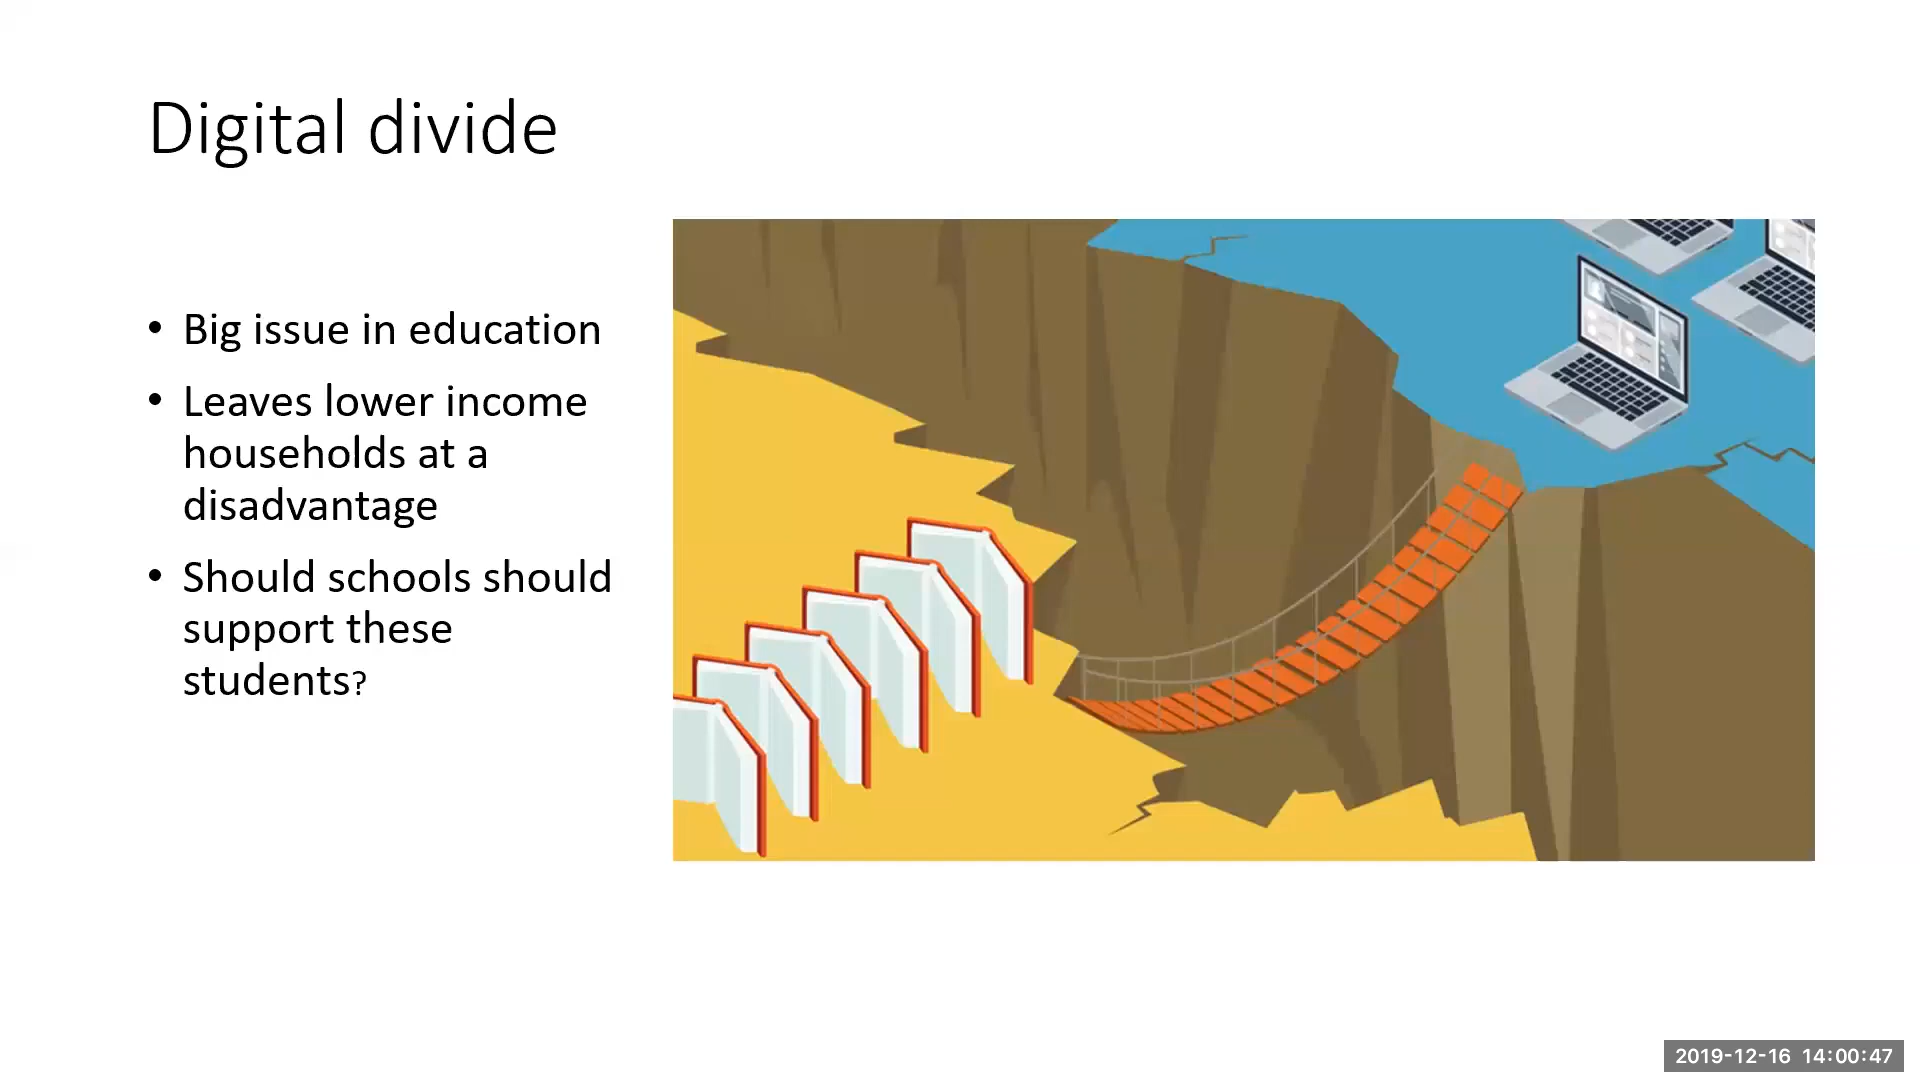 Digital divide
• Big issue in education
• Leaves lower income
households at a
disadvantage
• Should schools should
support these
students?
2019-12-16 14:00:47